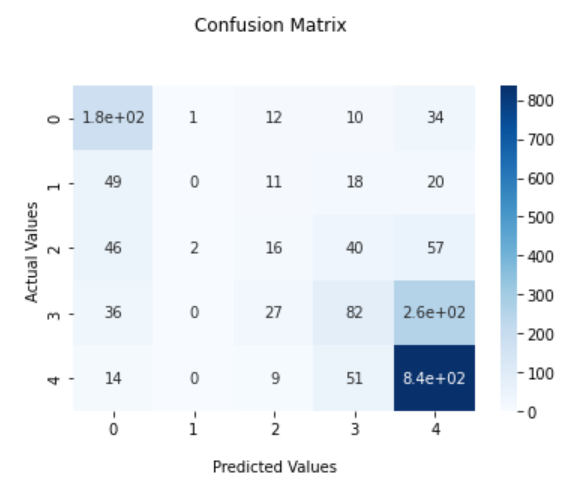 Confusion Matrix
0 1.8e+02 1 12 10 34
1 49 0 11 18 20
2 46 2 16 40 57
3 36 0 27 82 2.6e+02
4 14 0 9 51 8.4e+02
0 1 2 3 4
Predicted Values
Actual Values
800
700
600
500
400
300
200
100
0